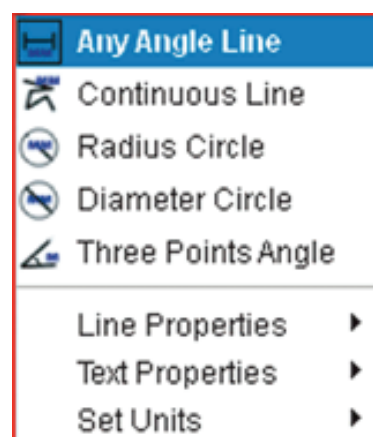 Any Angle Line
Continuous Line
Radius Circle
Diameter Circle
Three Points Angle
Line Properties
Text Properties
Set Units